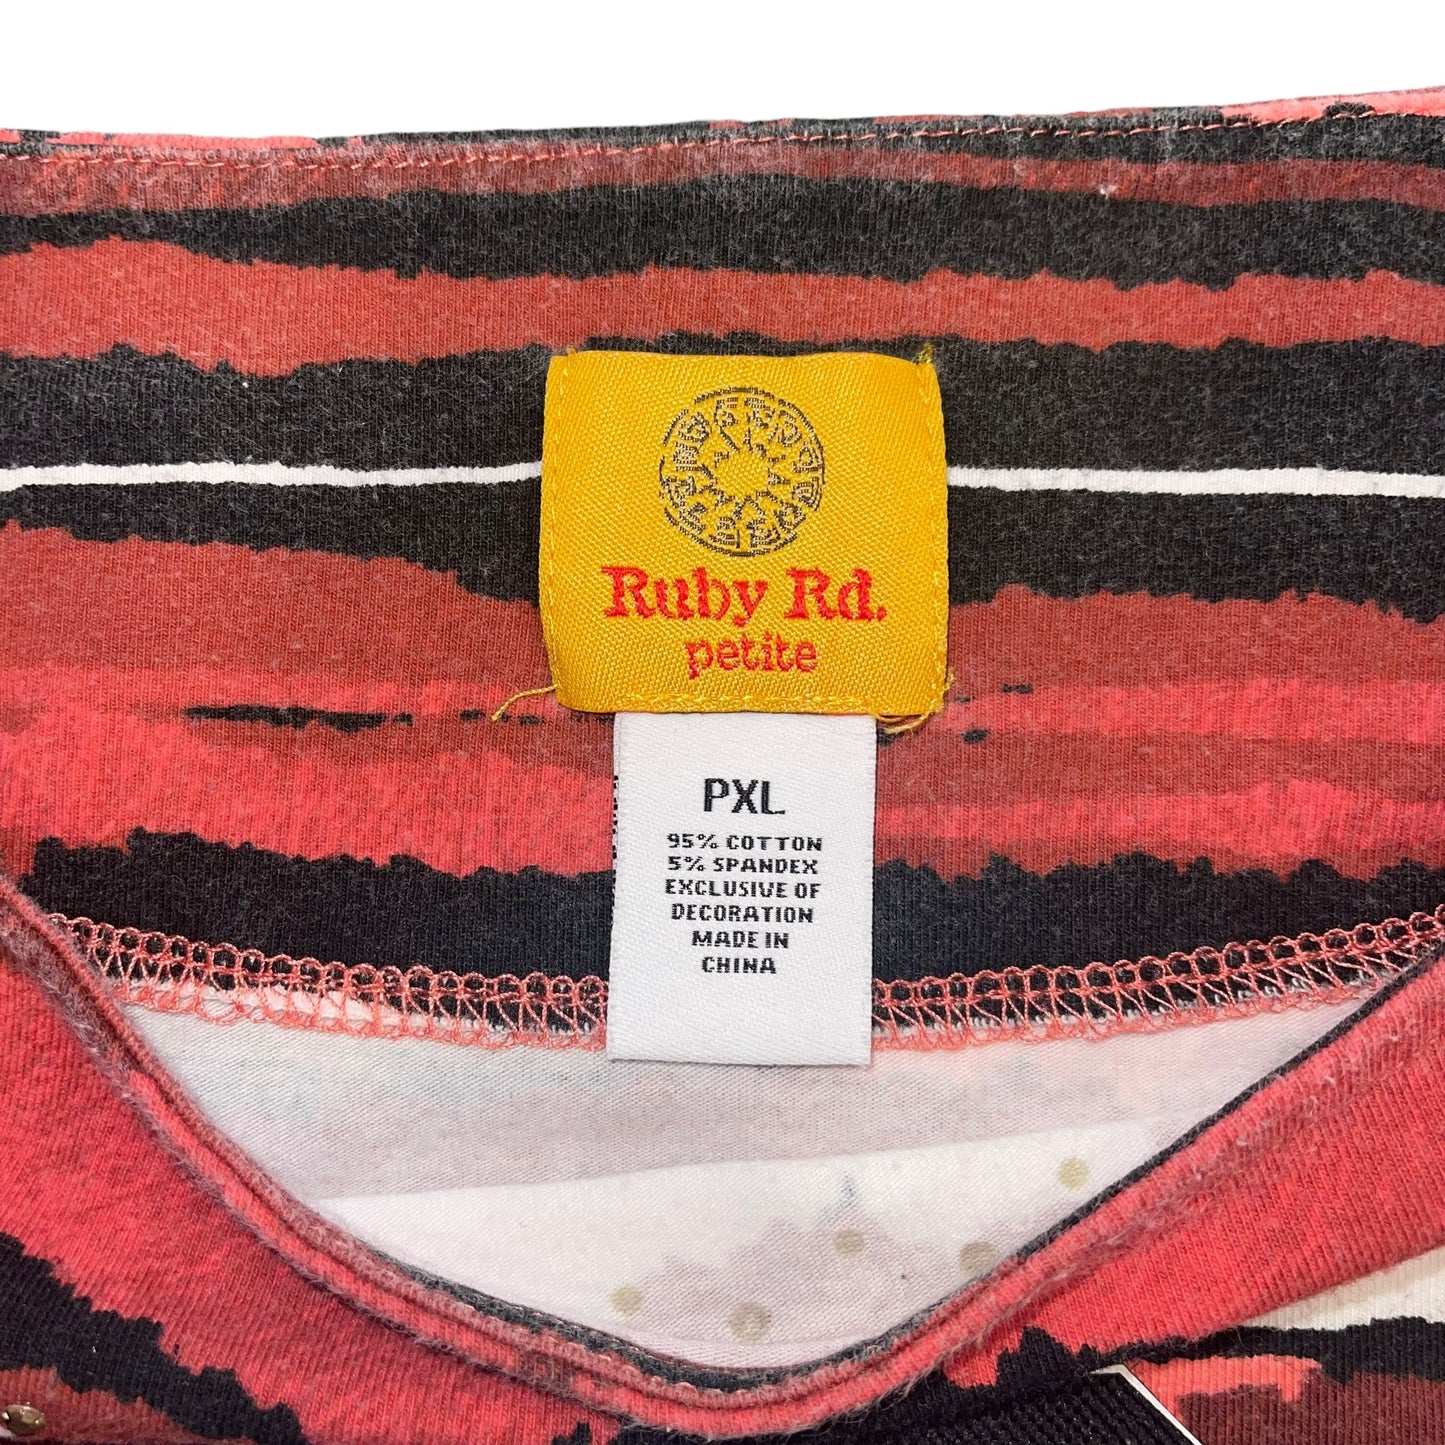 Ruby Rd.
petite
PXL
95% COTTON
5% SPANDEX
EXCLUSIVE OF
DECORATION
MADE IN
CHINA